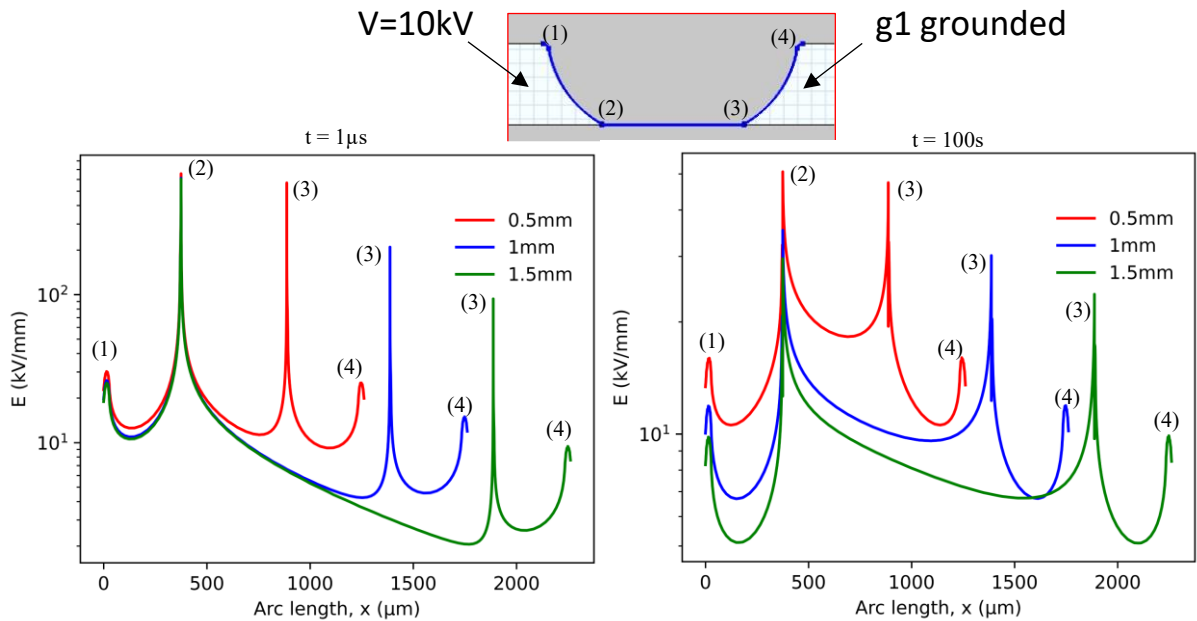 V=10kV
g1 grounded
(1)
(4)
(2)
(3)
t = 1µs
t = 100s
(2)
(3)
0.5mm
1mm
1.5mm
(3)
(3)
(1)
(4)
(4)
(4)
10²
10¹
E (kV/mm)
0
500
1000
1500
2000
Arc length, x (µm)
(2)
(3)
0.5mm
1mm
1.5mm
(3)
(3)
(1)
(4)
(4)
(4)
10¹
E (kV/mm)
0
500
1000
1500
2000
Arc length, x (µm)